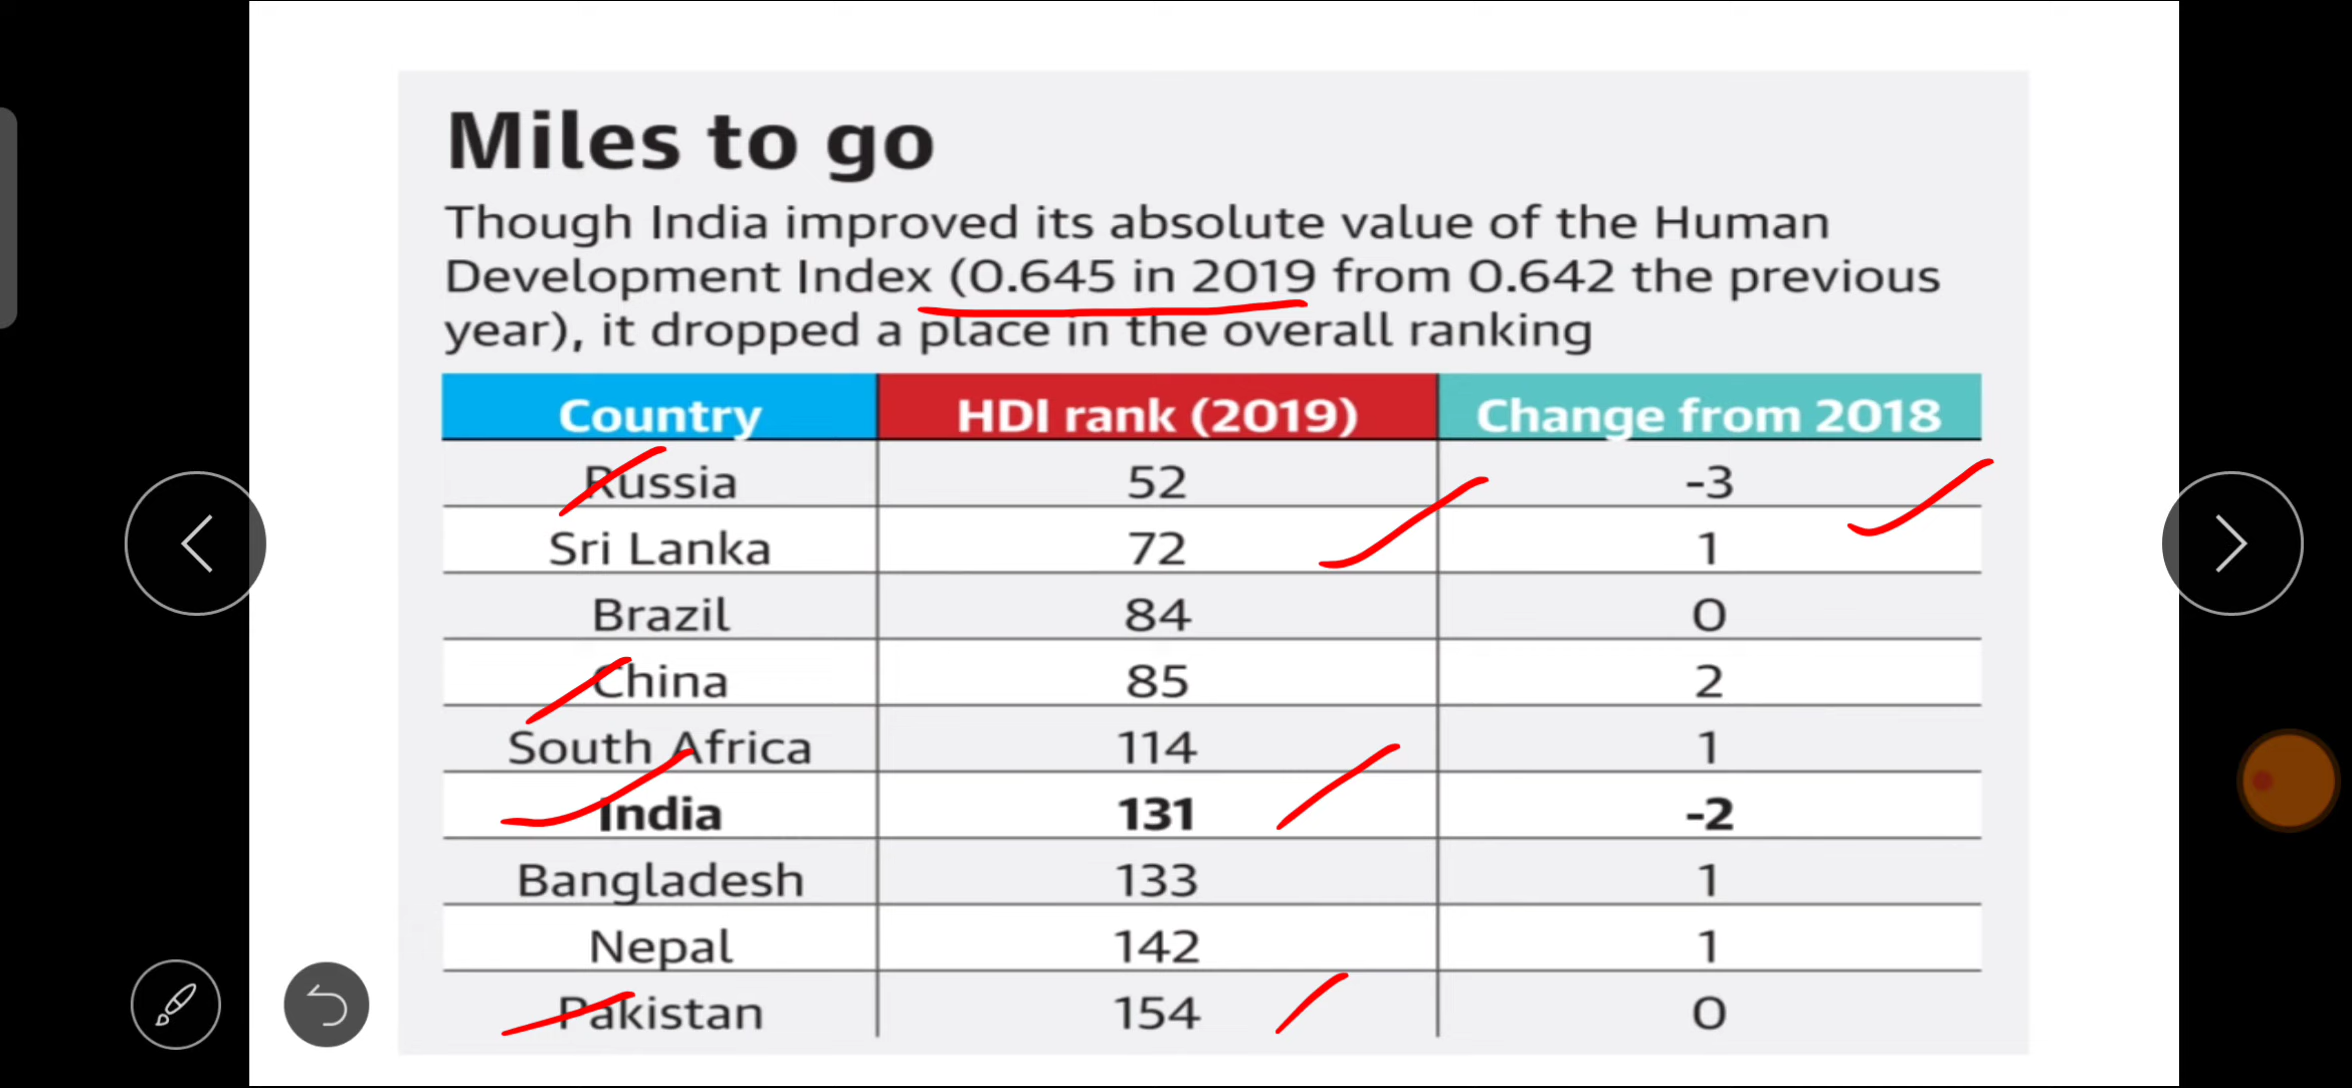 Miles to go
Though India improved its absolute value of the Human
Development Index (0.645 in 2019 from 0.642 the previous
year), it dropped a place in the overall ranking
Country HDI rank (2019) Change from 2018
Russia 52 -3
Sri Lanka 72 1
Brazil 84 0
China 85 2
South Africa 114 1
India 131 -2
Bangladesh 133 1
Nepal 142 1
Pakistan 154 0